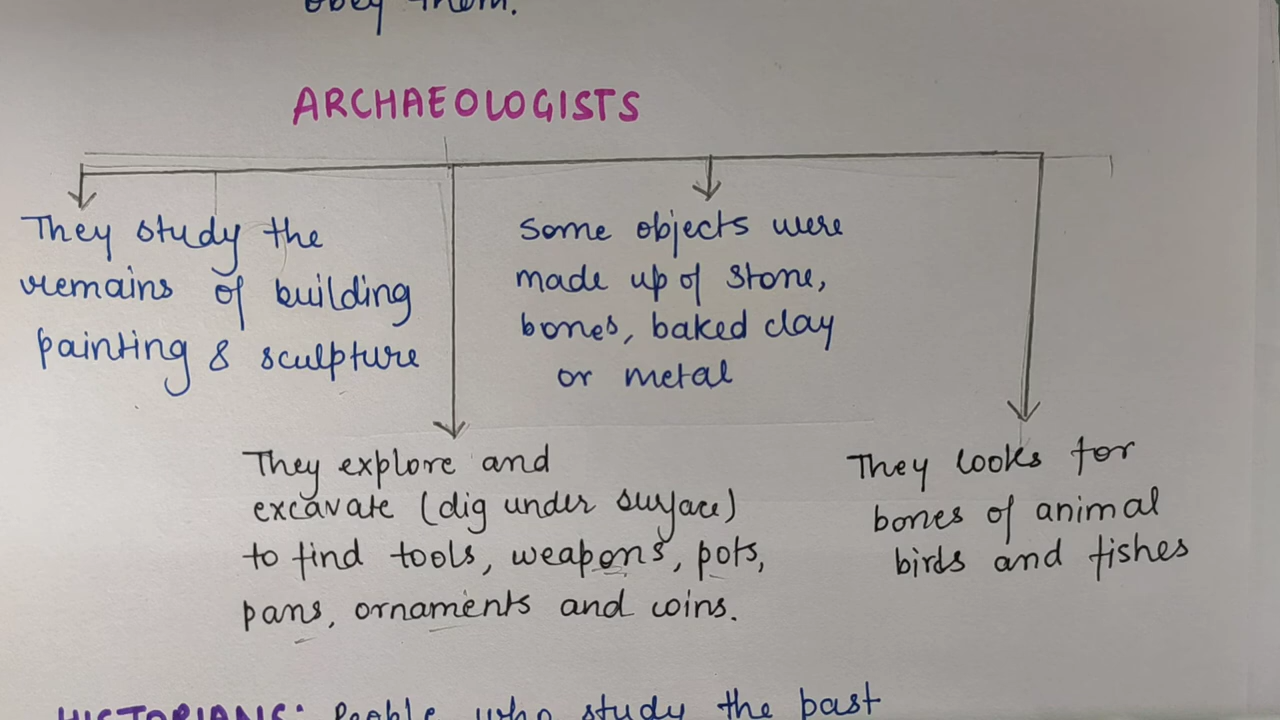 obey them.
ARCHAEOLOGISTS
They study the
remains of building
painting & sculpture
Some objects were
made up of stone,
bones, baked clay
or metal
They explore and
excavate (dig under surface)
to find tools, weapons, pots,
pans, ornaments and coins.
They looks for
bones of animal
birds and fishes
HISTORIANS: People who study the past